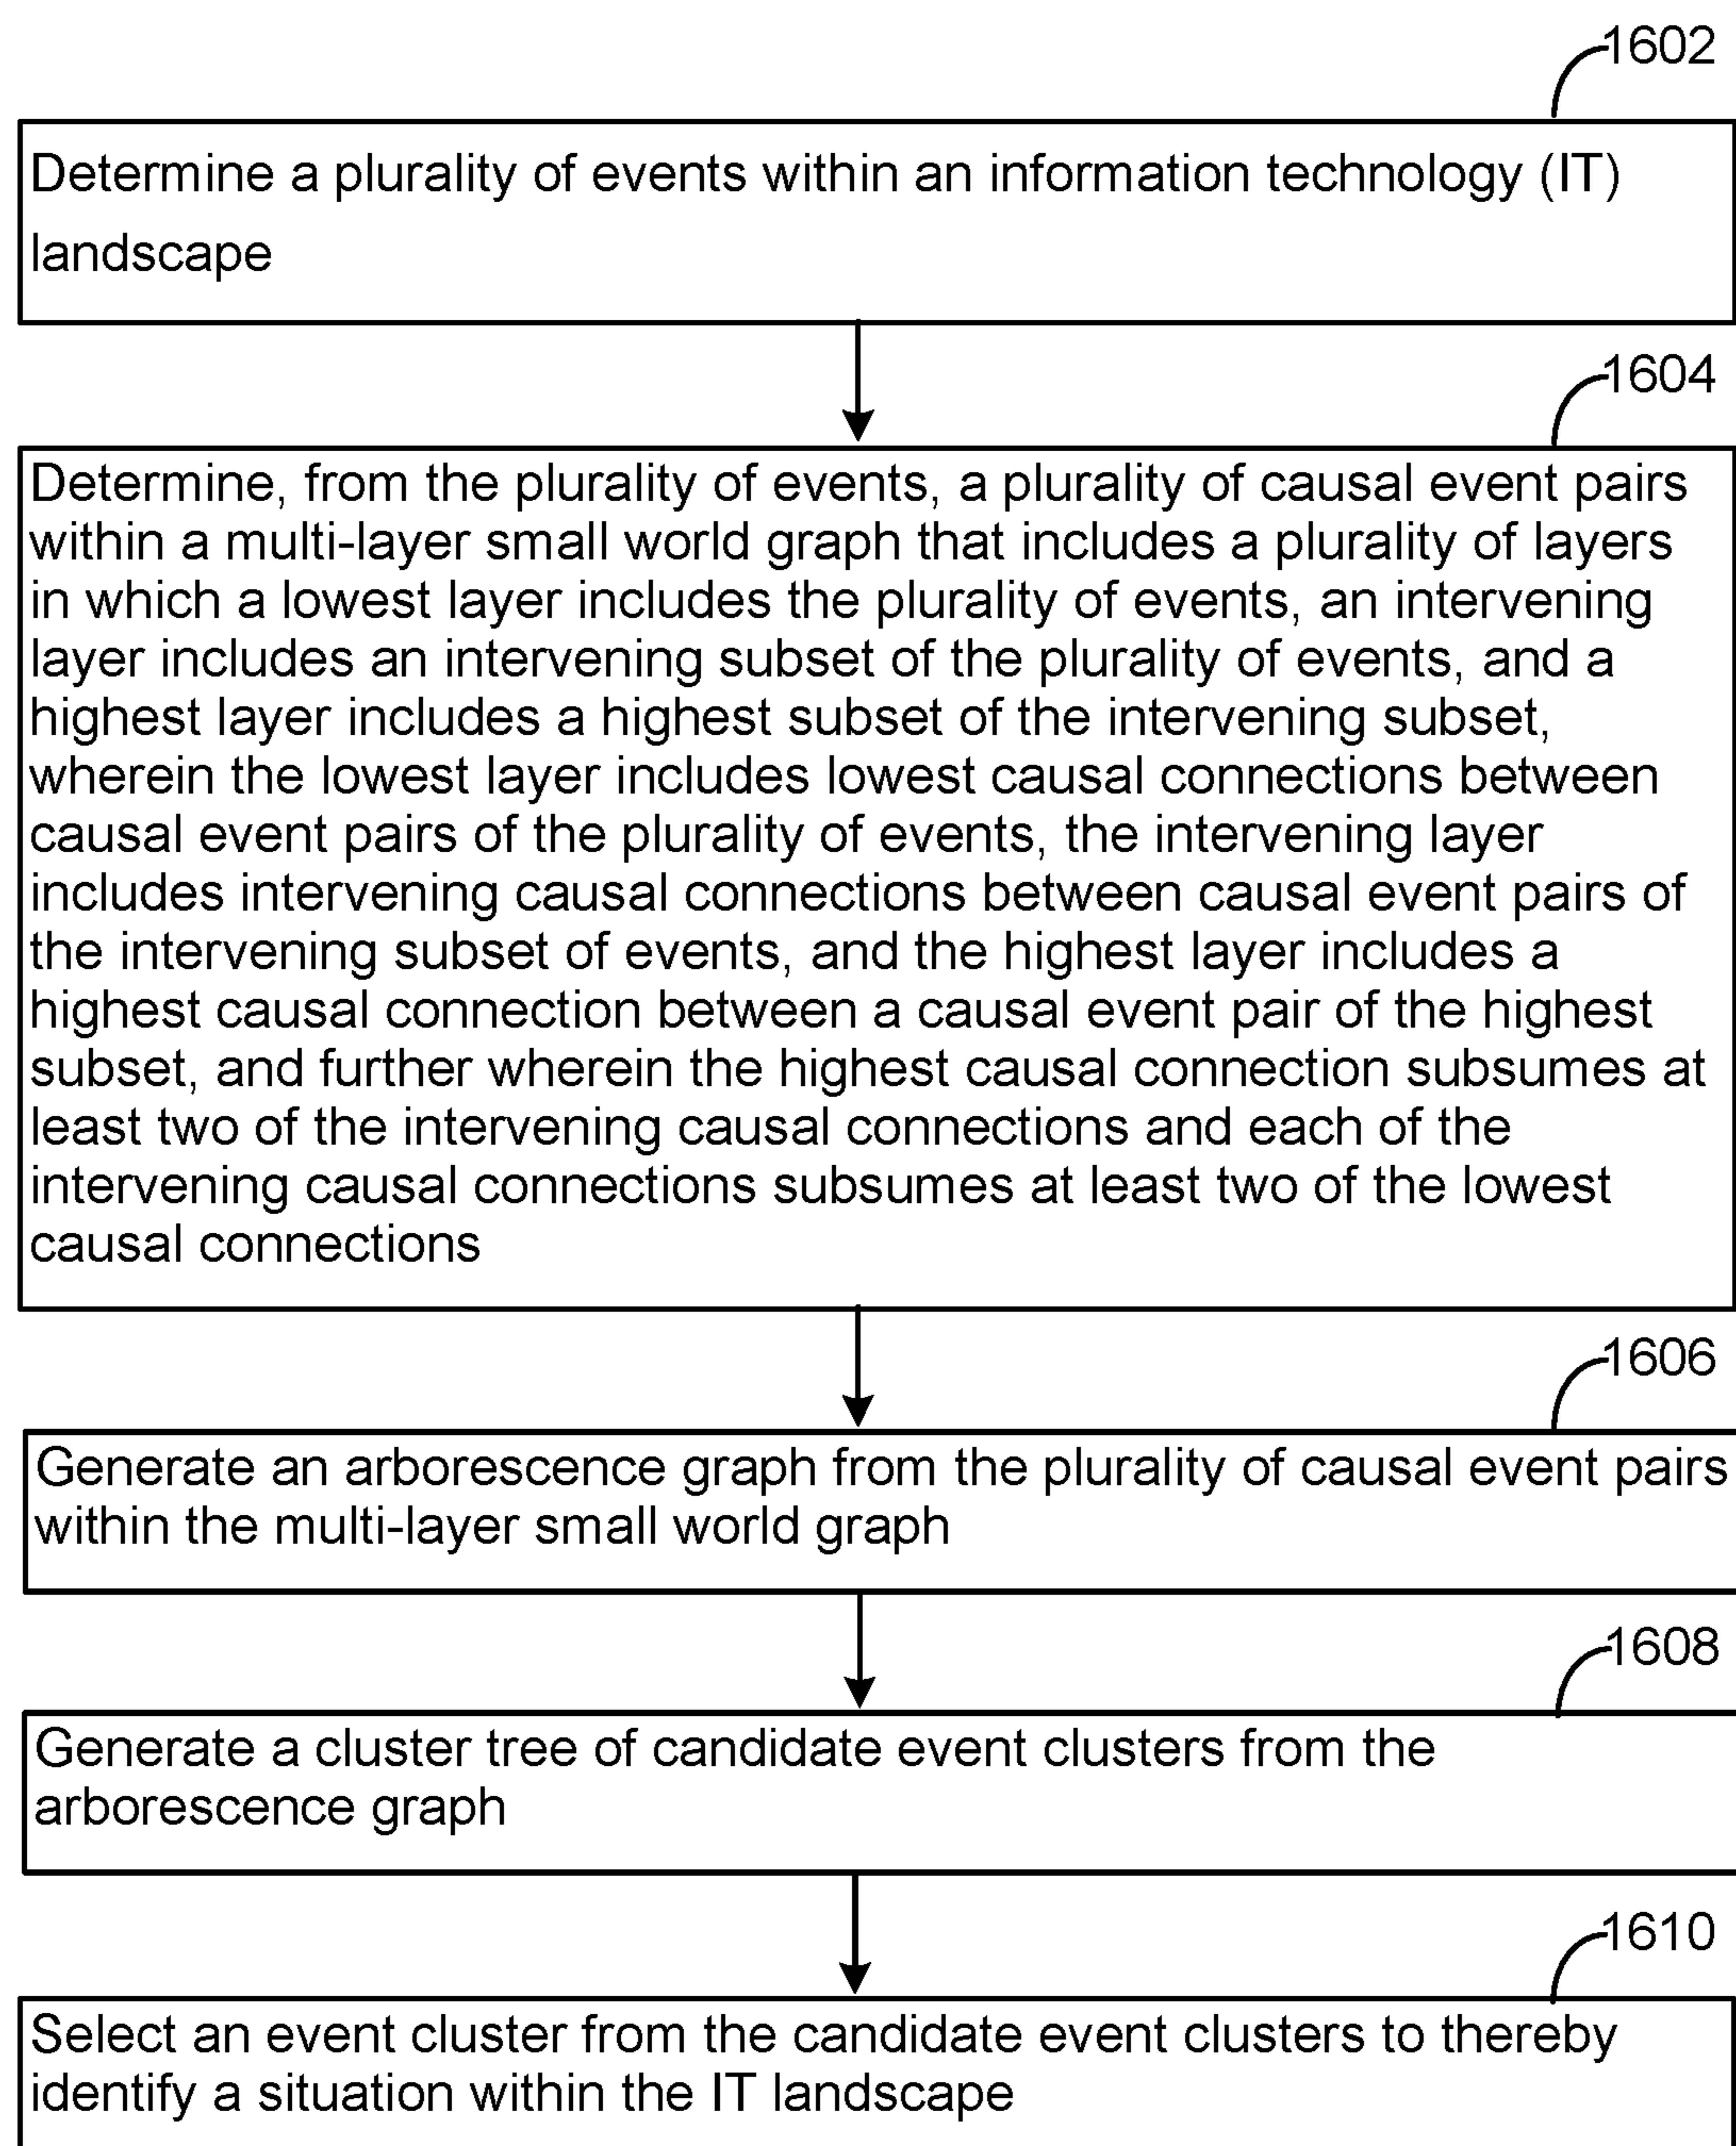 1602
Determine a plurality of events within an information technology (IT)
landscape
1604
Determine, from the plurality of events, a plurality of causal event pairs
within a multi-layer small world graph that includes a plurality of layers
in which a lowest layer includes the plurality of events, an intervening
layer includes an intervening subset of the plurality of events, and a
highest layer includes a highest subset of the intervening subset,
wherein the lowest layer includes lowest causal connections between
causal event pairs of the plurality of events, the intervening layer
includes intervening causal connections between causal event pairs of
the intervening subset of events, and the highest layer includes a
highest causal connection between a causal event pair of the highest
subset, and further wherein the highest causal connection subsumes at
least two of the intervening causal connections and each of the
intervening causal connections subsumes at least two of the lowest
causal connections
1606
Generate an arborescence graph from the plurality of causal event pairs
within the multi-layer small world graph
1608
Generate a cluster tree of candidate event clusters from the
arborescence graph
1610
Select an event cluster from the candidate event clusters to thereby
identify a situation within the IT landscape